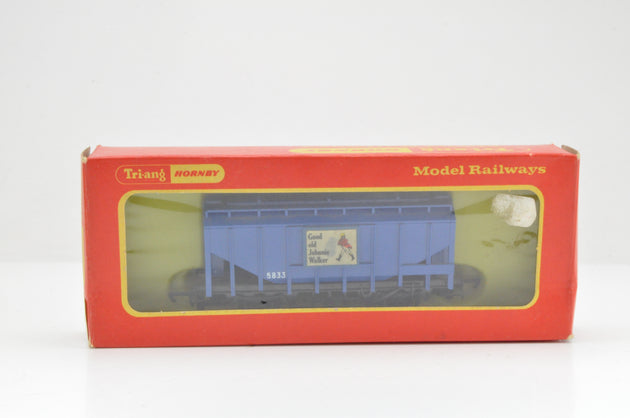 Tri-ang HORNBY
Model Railways
Good
old
Johnnie
Walker
5833